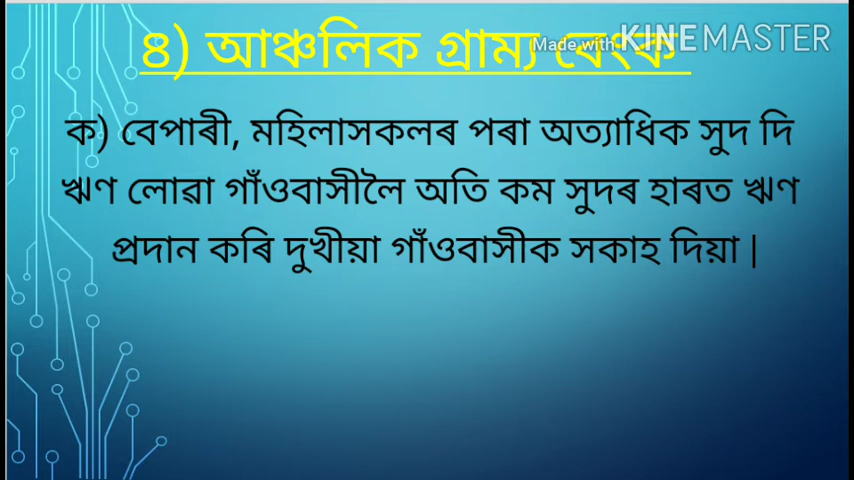 ৪) আঞ্চলিক গ্ৰাম্য বেংক
Made with KINEMASTER
ক) বেপাৰী, মহিলাসকলৰ পৰা অত্যাধিক সুদ দি
ঋণ লোৱা গাঁওবাসীলৈ অতি কম সুদৰ হাৰত ঋণ
প্ৰদান কৰি দুখীয়া গাঁওবাসীক সকাহ দিয়া |